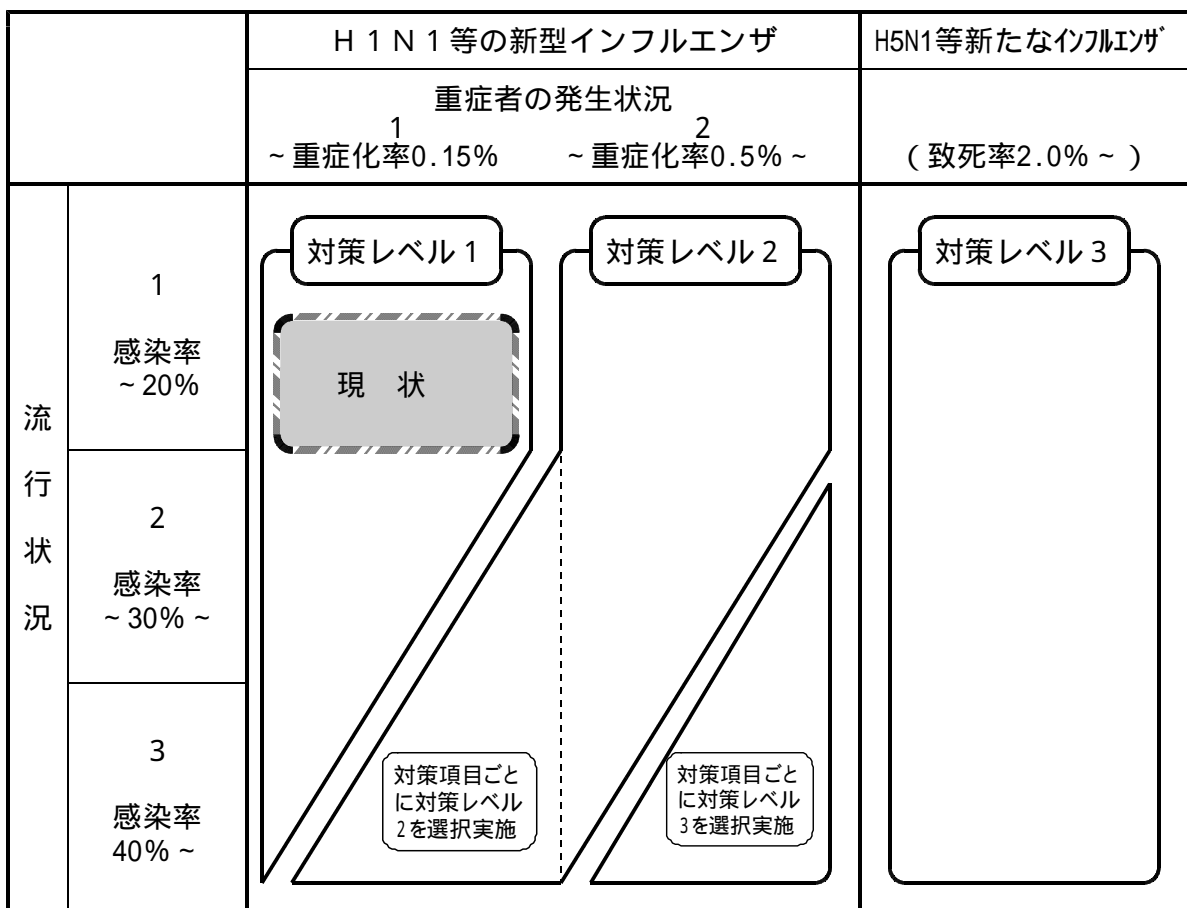 H1N1等の新型インフルエンザ
H5N1等新たなインフルエンザ
重症者の発生状況
1
2
~重症化率0.15%
~重症化率0.5%~
(致死率2.0%~)
流行状況
1
感染率
~20%
2
感染率
~30%~
3
感染率
40%~
対策レベル1
対策レベル2
対策レベル3
現 状
対策項目ごと
に対策レベル
2を選択実施
対策項目ごと
に対策レベル
3を選択実施